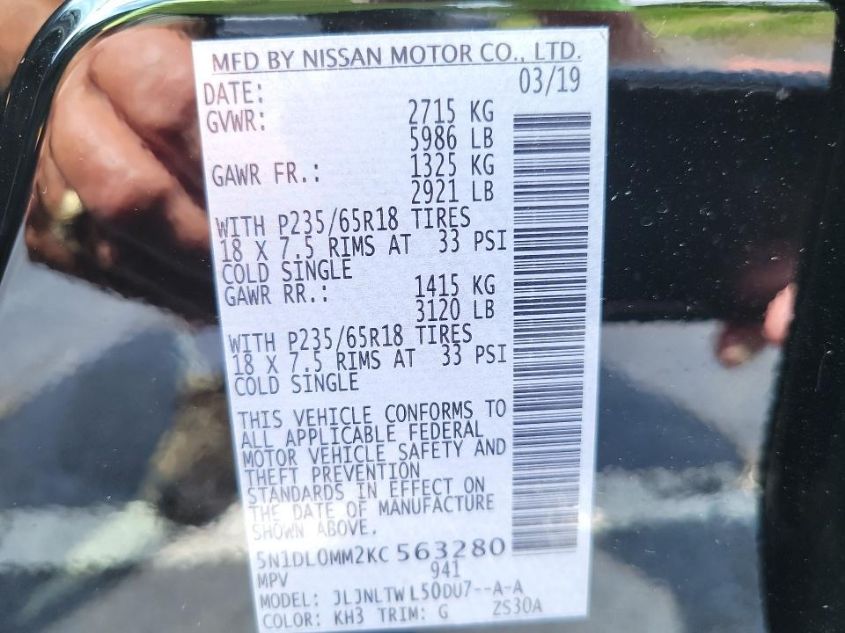 MFD BY NISSAN MOTOR CO., LTD.
DATE: 03/19
GVWR: 2715 KG
5986 LB
GAWR FR.: 1325 KG
2921 LB
WITH P235/65R18 TIRES
18 X 7.5 RIMS AT 33 PSI
COLD SINGLE
GAWR RR.: 1415 KG
3120 LB
WITH P235/65R18 TIRES
18 X 7.5 RIMS AT 33 PSI
COLD SINGLE
THIS VEHICLE CONFORMS TO
ALL APPLICABLE FEDERAL
MOTOR VEHICLE SAFETY AND
THEFT PREVENTION
STANDARDS IN EFFECT ON
THE DATE OF MANUFACTURE
SHOWN ABOVE.
5N1DL0MM2KC 563280
MPV 941
MODEL: JLJNLTWL50DU7--A-A
COLOR: KH3 TRIM: G ZS30A